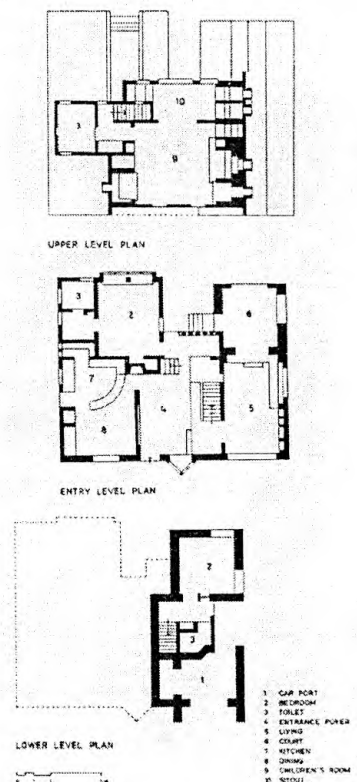 3
10
9
UPPER LEVEL PLAN
3
2
6
7
4
5
8
ENTRY LEVEL PLAN
2
3
1
LOWER LEVEL PLAN
1 CAR PORT
2 BEDROOM
3 TOILET
4 ENTRANCE FOYER
5 LIVING
6 COURT
7 KITCHEN
8 DINING
9 CHILDREN'S ROOM
10 SITOUT